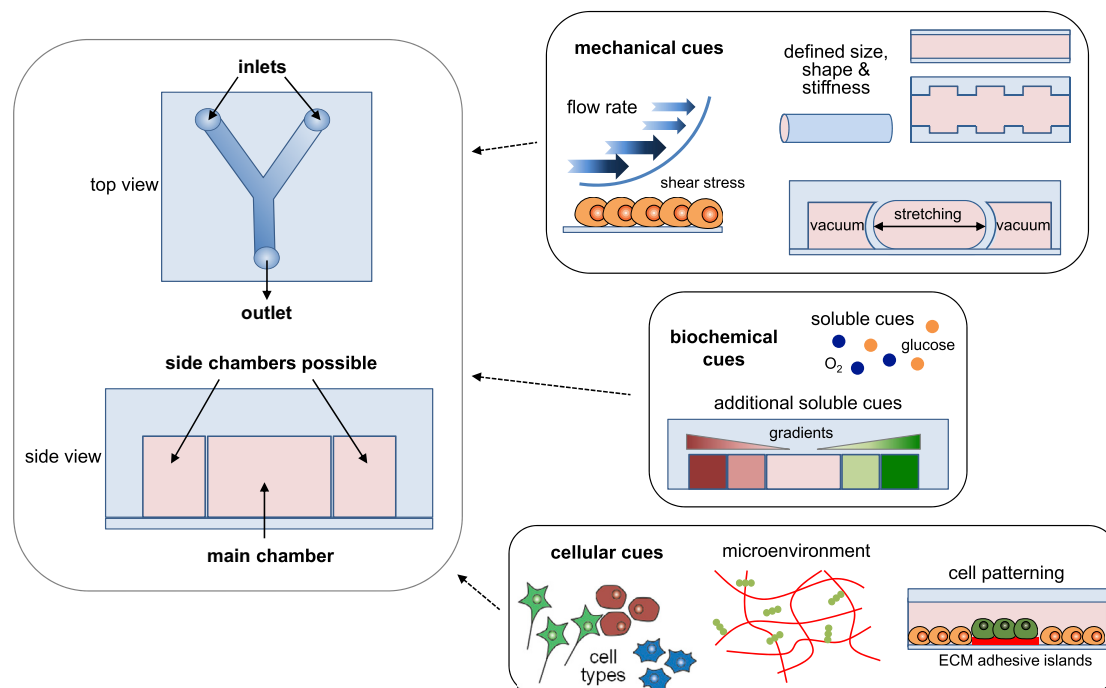 inlets
top view
outlet
side chambers possible
side view
main chamber
mechanical cues
flow rate
shear stress
defined size,
shape &
stiffness
vacuum
stretching
vacuum
biochemical
cues
soluble cues
glucose
O2
additional soluble cues
gradients
cellular cues
cell
types
microenvironment
cell patterning
ECM adhesive islands